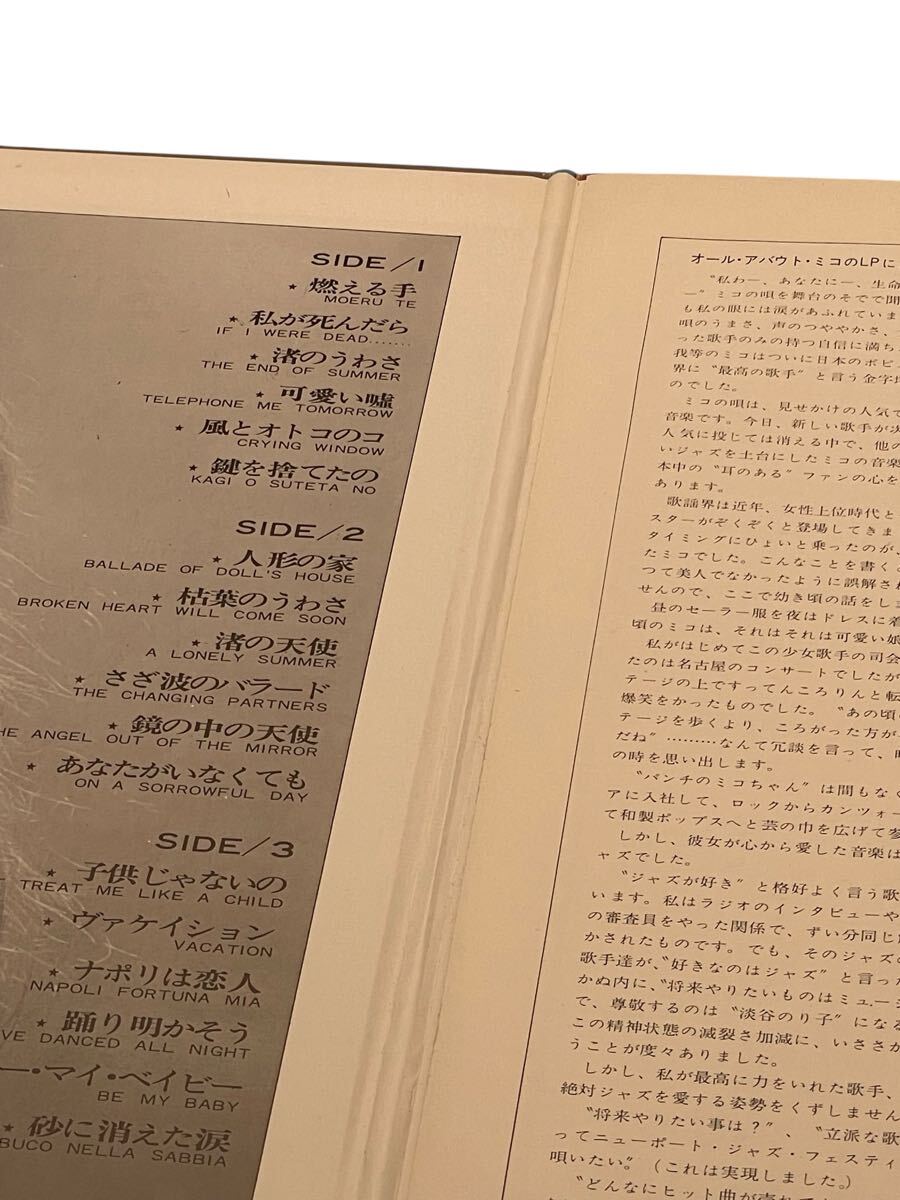 SIDE/1
★ 燃える手
MOERU TE
★ 私が死んだら
IF I WERE DEAD.......
★ 渚のうわさ
THE END OF SUMMER
★ 可愛い嘘
TELEPHONE ME TOMORROW
★ 風とオトコのコ
CRYING WINDOW
★ 鍵を捨てたの
KAGI O SUTETA NO
SIDE/2
★ 人形の家
BALLADE OF DOLL'S HOUSE
★ 枯葉のうわさ
BROKEN HEART WILL COME SOON
★ 渚の天使
A LONELY SUMMER
★ さざ波のバラード
THE CHANGING PARTNERS
★ 鏡の中の天使
HE ANGEL OUT OF THE MIRROR
★ あなたがいなくても
ON A SORROWFUL DAY
SIDE/3
★ 子供じゃないの
TREAT ME LIKE A CHILD
★ ヴァケイション
VACATION
★ ナポリは恋人
NAPOLI FORTUNA MIA
★ 踊り明かそう
VE DANCED ALL NIGHT
ー・マイ・ベイビー
BE MY BABY
★ 砂に消えた涙
BUCO NELLA SABBIA
オール・アバウト・ミコのLPに
〝私わー、あなたにー、生命
ー〟ミコの唄を舞台のそでで聞
も私の眼には涙があふれていま
唄のうまさ、声のつややかさ、
った歌手のみの持つ自信に満ち
我等のミコはついに日本のポピ
界に〝最高の歌手〟と言う金字
のでした。
ミコの唄は、見せかけの人気で
音楽です。今日、新しい歌手が次
人気に投じては消える中で、他の
いジャズを土台にしたミコの音楽
本中の〝耳のある〟ファンの心を
あります。
歌謡界は近年、女性上位時代と
スターがぞくぞくと登場してきま
タイミングにひょいと乗ったのが、
たミコでした。こんなことを書く
つて美人でなかったように誤解され
せんので、ここで幼き頃の話をしま
昼のセーラー服を夜はドレスに着
頃のミコは、それはそれは可愛い娘
私がはじめてこの少女歌手の司会
たのは名古屋のコンサートでしたが
テージの上ですってんころりんと転
爆笑をかったものでした。〝あの頃
テージを歩くより、ころがった方が
だね〟………なんて冗談を言って、
の時を思い出します。
〝パンチのミコちゃん〟は間もなく
アに入社して、ロックからカンツォー
て和製ポップスへと芸の巾を広げて参
しかし、彼女が心から愛した音楽は
ャズでした。
〝ジャズが好き〟と格好よく言う歌
います。私はラジオのインタビューや
の審査員をやった関係で、ずい分同じ
かされたものです。でも、そのジャズの
歌手達が、〝好きなのはジャズ〟と言った
かぬ内に、〝将来やりたいものはミュー
で、尊敬するのは〝淡谷のり子〟になる
この精神状態の滅裂さ加減に、いささか
うことが度々ありました。
しかし、私が最高に力をいれた歌手、
絶対ジャズを愛する姿勢をくずしません
〝将来やりたい事は？〟、〝立派な歌
ってニューポート・ジャズ・フェスティ
唄いたい。〟（これは実現しました。）
〝どんなにヒット曲が売れて